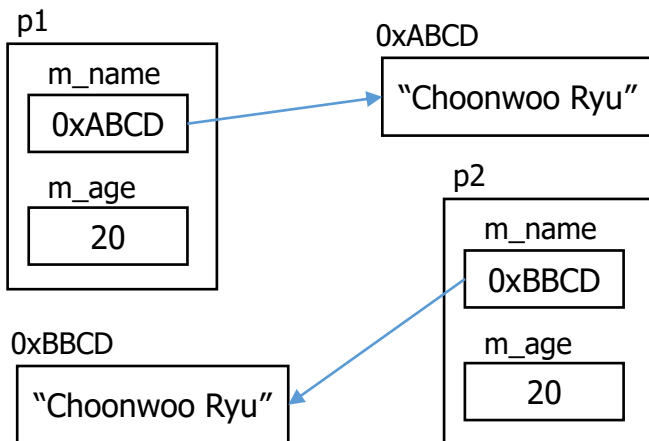 p1
m_name
0xABCD
m_age
20
0xABCD
“Choonwoo Ryu”
p2
m_name
0xBBCD
m_age
20
0xBBCD
“Choonwoo Ryu”